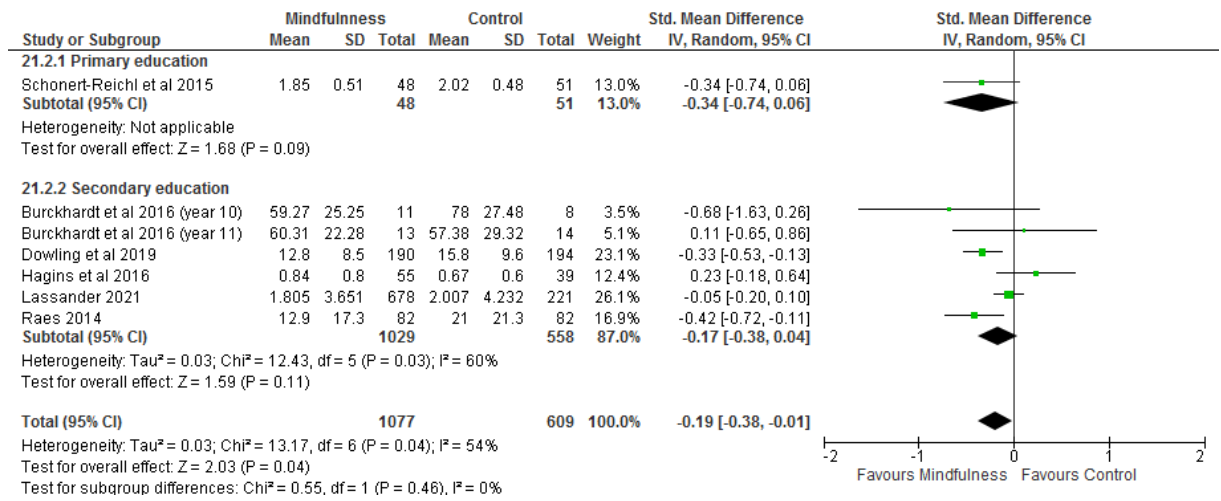 Mindfulnness Control Std. Mean Difference Std. Mean Difference
Study or Subgroup Mean SD Total Mean SD Total Weight IV, Random, 95% CI IV, Random, 95% CI
21.2.1 Primary education
Schonert-Reichl et al 2015 1.85 0.51 48 2.02 0.48 51 13.0% -0.34 [-0.74, 0.06]
Subtotal (95% CI) 48 51 13.0% -0.34 [-0.74, 0.06]
Heterogeneity: Not applicable
Test for overall effect: Z = 1.68 (P = 0.09)
21.2.2 Secondary education
Burckhardt et al 2016 (year 10) 59.27 25.25 11 78 27.48 8 3.5% -0.68 [-1.63, 0.26]
Burckhardt et al 2016 (year 11) 60.31 22.28 13 57.38 29.32 14 5.1% 0.11 [-0.65, 0.86]
Dowling et al 2019 12.8 8.5 190 15.8 9.6 194 23.1% -0.33 [-0.53, -0.13]
Hagins et al 2016 0.84 0.8 55 0.67 0.6 39 12.4% 0.23 [-0.18, 0.64]
Lassander 2021 1.805 3.651 678 2.007 4.232 221 26.1% -0.05 [-0.20, 0.10]
Raes 2014 12.9 17.3 82 21 21.3 82 16.9% -0.42 [-0.72, -0.11]
Subtotal (95% CI) 1029 558 87.0% -0.17 [-0.38, 0.04]
Heterogeneity: Tau² = 0.03; Chi² = 12.43, df = 5 (P = 0.03); I² = 60%
Test for overall effect: Z = 1.59 (P = 0.11)
Total (95% CI) 1077 609 100.0% -0.19 [-0.38, -0.01]
Heterogeneity: Tau² = 0.03; Chi² = 13.17, df = 6 (P = 0.04); I² = 54%
Test for overall effect: Z = 2.03 (P = 0.04)
Test for subgroup differences: Chi² = 0.55, df = 1 (P = 0.46), I² = 0%
-2 -1 0 1 2
Favours Mindfulness Favours Control